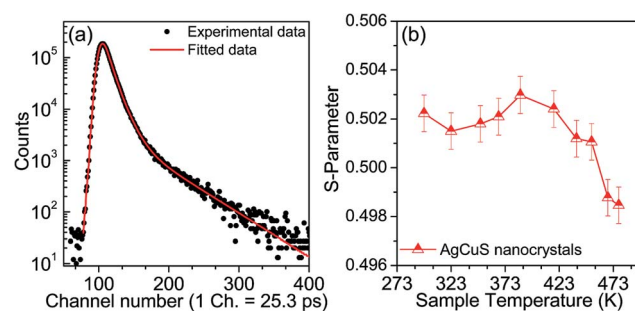 (a)
Experimental data
Fitted data
Counts
10^5
10^4
10^3
10^2
10^1
100 200 300 400
Channel number (1 Ch. = 25.3 ps)
(b)
S-Parameter
0.506
0.504
0.502
0.500
0.498
0.496
AgCuS nanocrystals
273 323 373 423 473
Sample Temperature (K)